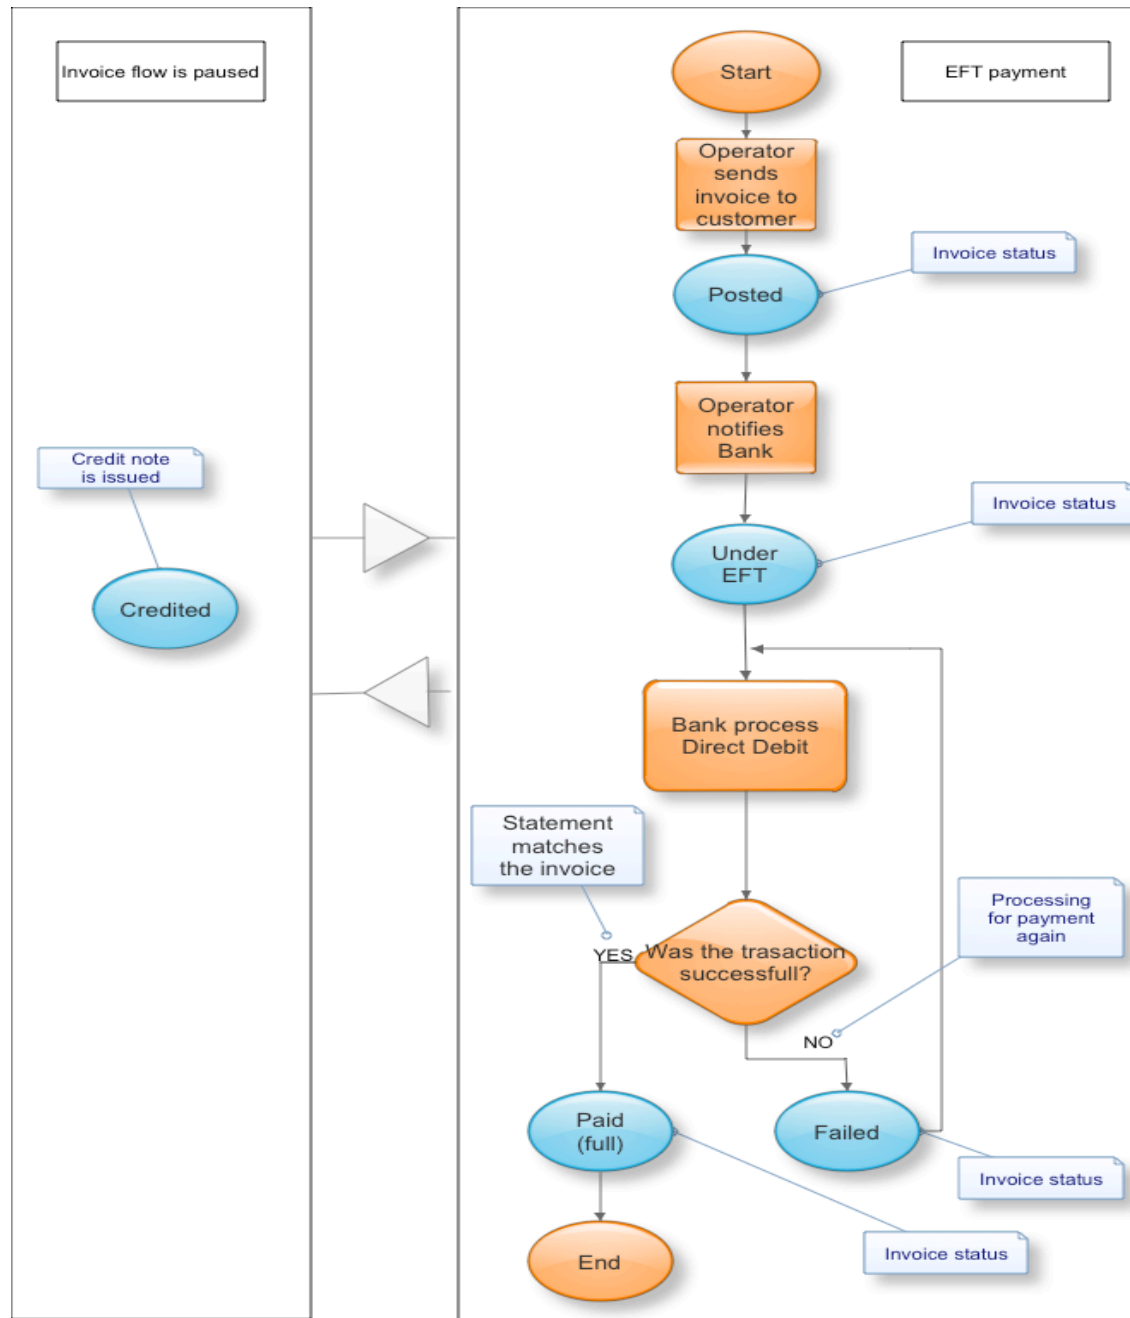 Invoice flow is paused
Start
EFT payment
Operator
sends
invoice to
customer
Invoice status
Posted
Operator
notifies
Bank
Credit note
is issued
Invoice status
Under
EFT
Credited
Bank process
Direct Debit
Statement
matches
the invoice
Processing
for payment
again
YES
Was the trasaction
successfull?
NO
Paid
(full)
Failed
Invoice status
Invoice status
End